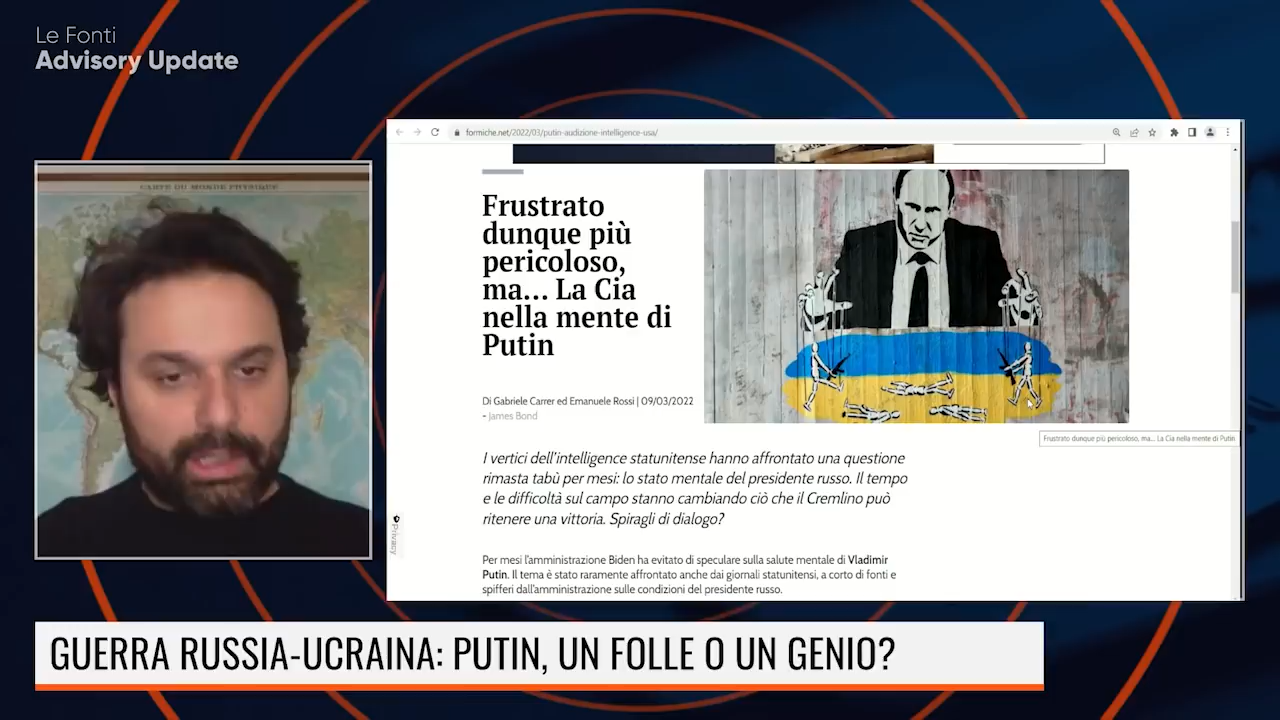 Le Fonti
Advisory Update
CARTE DU MONDE PHYSIQUE
formiche.net/2022/03/putin-audizione-intelligence-usa/
Frustrato
dunque più
pericoloso,
ma... La Cia
nella mente di
Putin
Di Gabriele Carrer ed Emanuele Rossi | 09/03/2022
- James Bond
Frustrato dunque più pericoloso, ma... La Cia nella mente di Putin
I vertici dell'intelligence statunitense hanno affrontato una questione
rimasta tabù per mesi: lo stato mentale del presidente russo. Il tempo
e le difficoltà sul campo stanno cambiando ciò che il Cremlino può
ritenere una vittoria. Spiragli di dialogo?
Privacy
Per mesi l'amministrazione Biden ha evitato di speculare sulla salute mentale di Vladimir
Putin. Il tema è stato raramente affrontato anche dai giornali statunitensi, a corto di fonti e
spifferi dall'amministrazione sulle condizioni del presidente russo.
GUERRA RUSSIA-UCRAINA: PUTIN, UN FOLLE O UN GENIO?